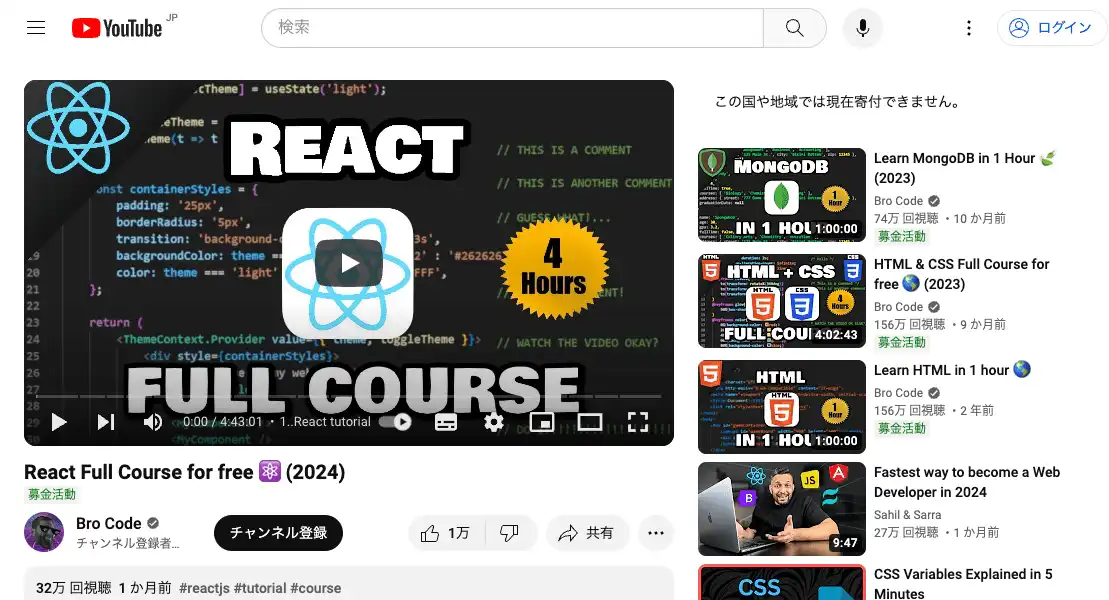 YouTube JP
検索
ログイン
ctTheme] = useState('light');
eTheme =
eme(t => t
REACT
// THIS IS A COMMENT
// THIS IS ANOTHER COMMENT
onst containerStyles = {
padding: '25px',
borderRadius: '5px',
transition: 'background-c
backgroundColor: theme ==
color: theme === 'light'
};
4
Hours
return (
<ThemeContext.Provider value={{ theme, toggleTheme }}>
// WATCH THE VIDEO OKAY?
<div style={containerStyles}>
FULL COURSE
0:00 / 4:43:01 • 1..React tutorial
React Full Course for free ⚛️ (2024)
募金活動
Bro Code
チャンネル登録者...
チャンネル登録
1万
共有
32万 回視聴 1 か月前 #reactjs #tutorial #course
この国や地域では現在寄付できません。
MONGODB
1
Hour
IN 1 HOU
1:00:00
Learn MongoDB in 1 Hour 🍃
(2023)
Bro Code
74万 回視聴 • 10 か月前
募金活動
HTML
HTML + CSS
CSS
HTML
CSS
4
Hours
FULL COU
4:02:43
HTML & CSS Full Course for
free 🌎 (2023)
Bro Code
156万 回視聴 • 9 か月前
募金活動
HTML
HTML
1
Hour
IN 1 HOU
1:00:00
Learn HTML in 1 hour 🌎
Bro Code
156万 回視聴 • 2 年前
募金活動
B
JS
A
9:47
Fastest way to become a Web
Developer in 2024
Sahil & Sarra
27万 回視聴 • 1 か月前
CSS
CSS Variables Explained in 5
Minutes